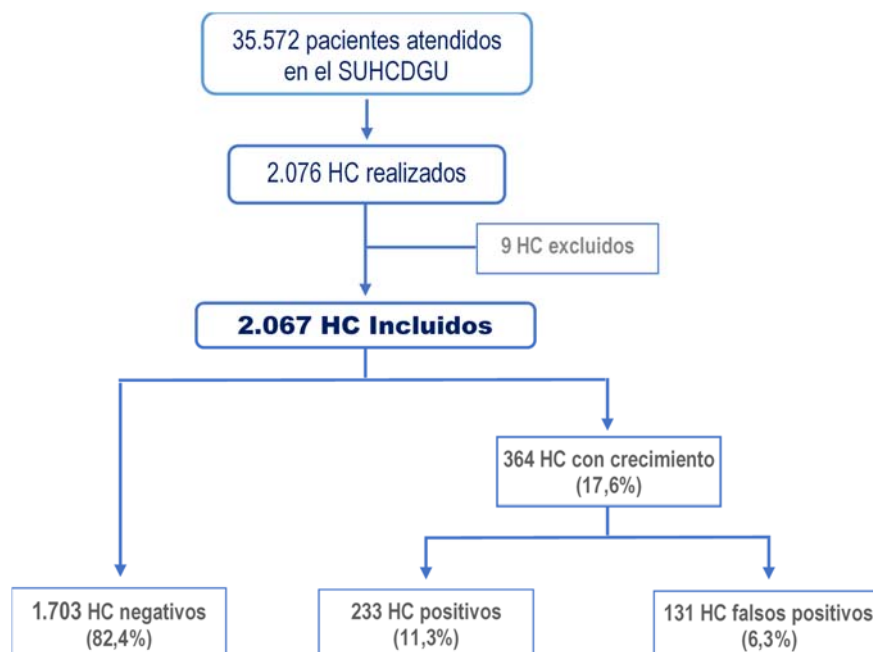 35.572 pacientes atendidos
en el SUHCDGU
2.076 HC realizados
9 HC excluidos
2.067 HC Incluidos
364 HC con crecimiento
(17,6%)
1.703 HC negativos
(82,4%)
233 HC positivos
(11,3%)
131 HC falsos positivos
(6,3%)